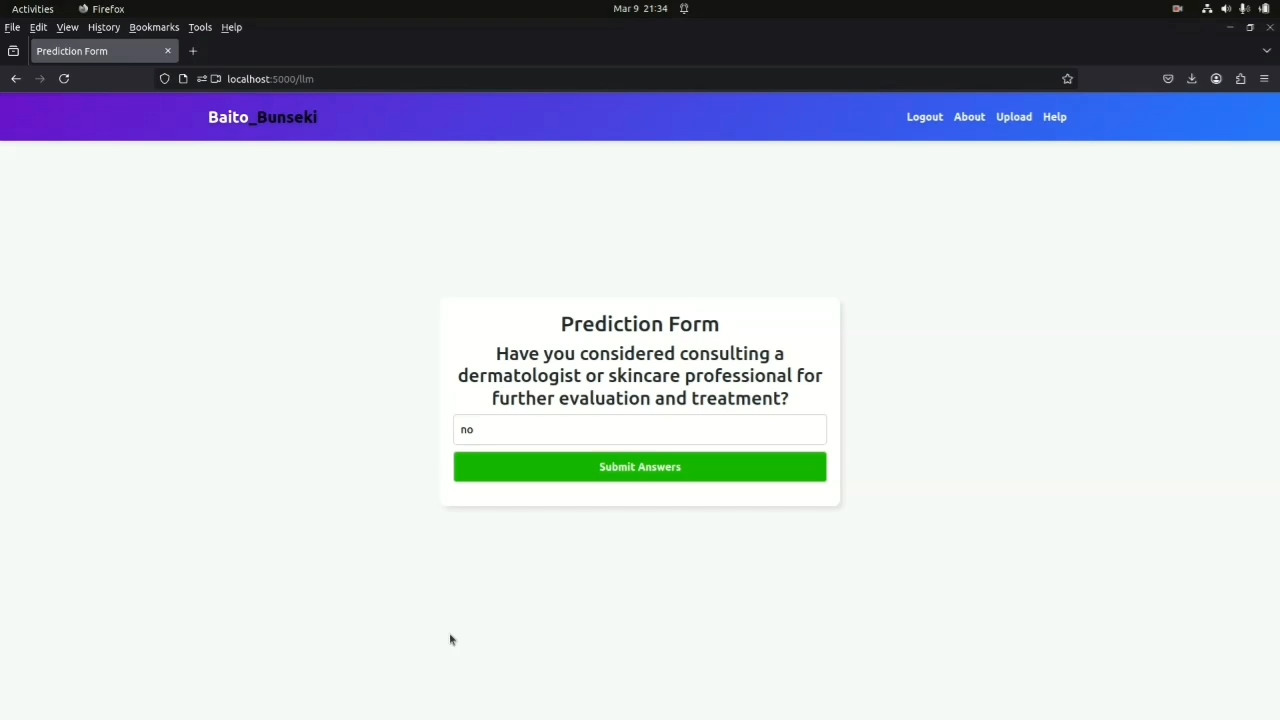 Activities Firefox Mar 9 21:34
File Edit View History Bookmarks Tools Help
Prediction Form
localhost:5000/llm
Baito_Bunseki Logout About Upload Help
Prediction Form
Have you considered consulting a
dermatologist or skincare professional for
further evaluation and treatment?
no
Submit Answers